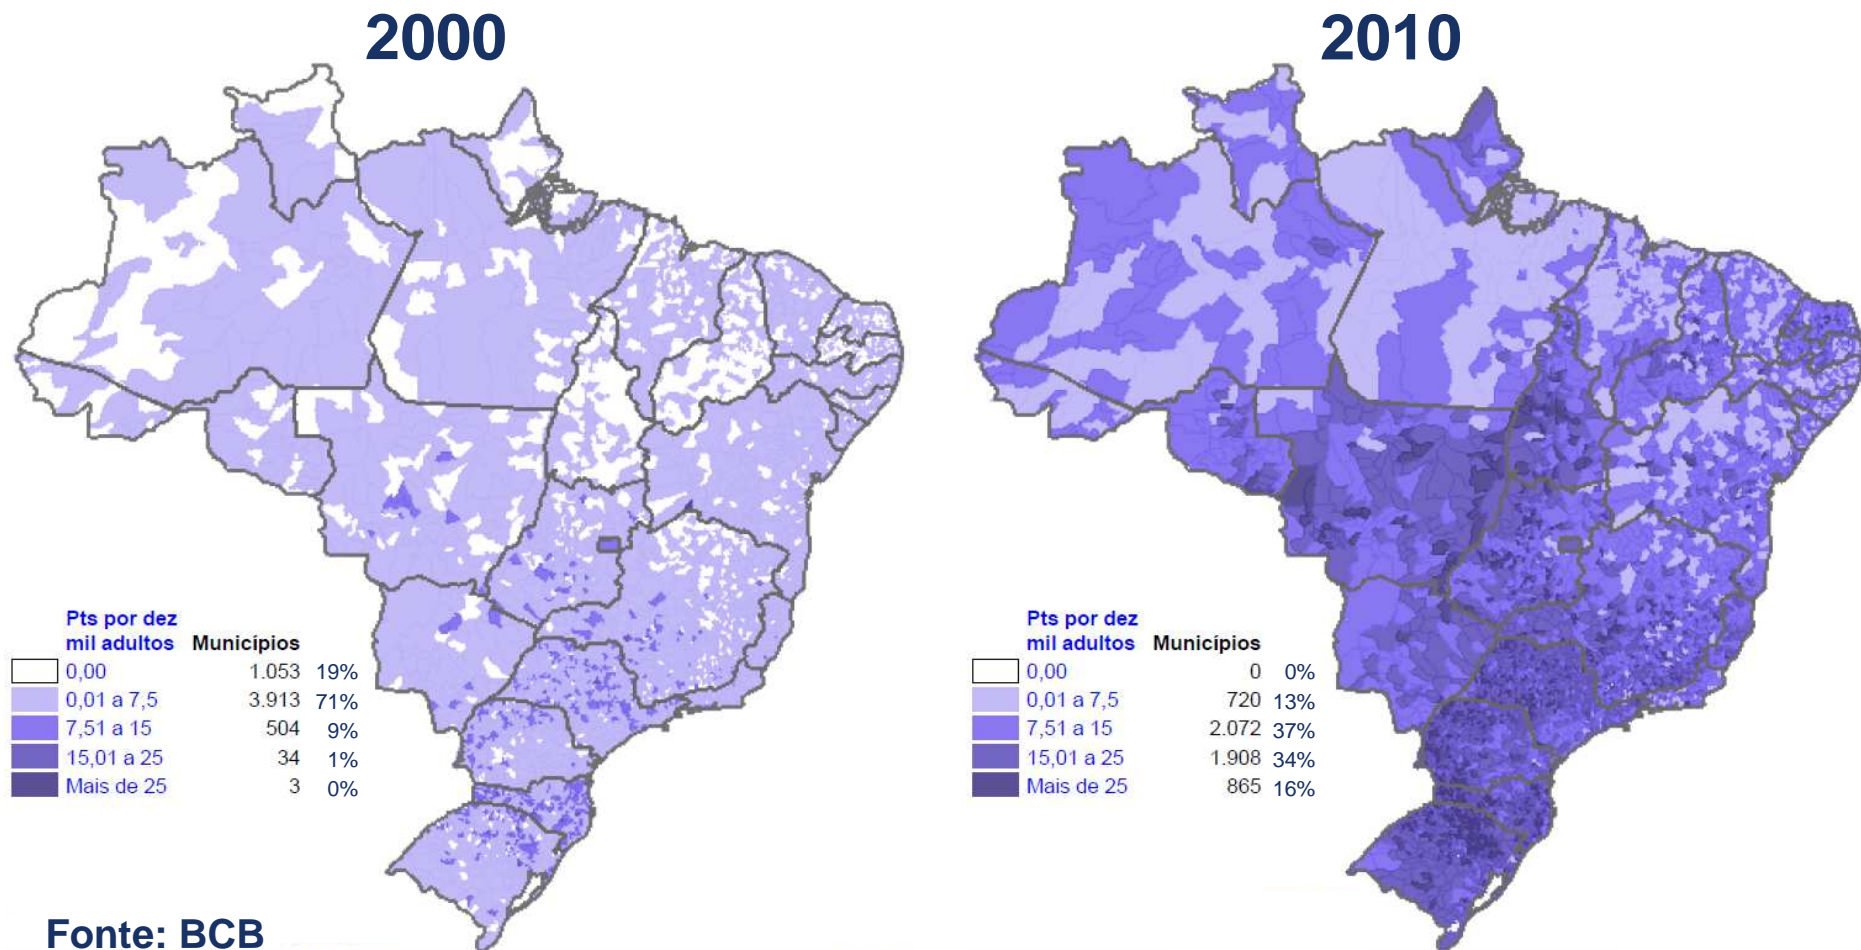 2000
Pts por dez
mil adultos Municípios
0,00 1.053 19%
0,01 a 7,5 3.913 71%
7,51 a 15 504 9%
15,01 a 25 34 1%
Mais de 25 3 0%
Fonte: BCB
2010
Pts por dez
mil adultos Municípios
0,00 0 0%
0,01 a 7,5 720 13%
7,51 a 15 2.072 37%
15,01 a 25 1.908 34%
Mais de 25 865 16%